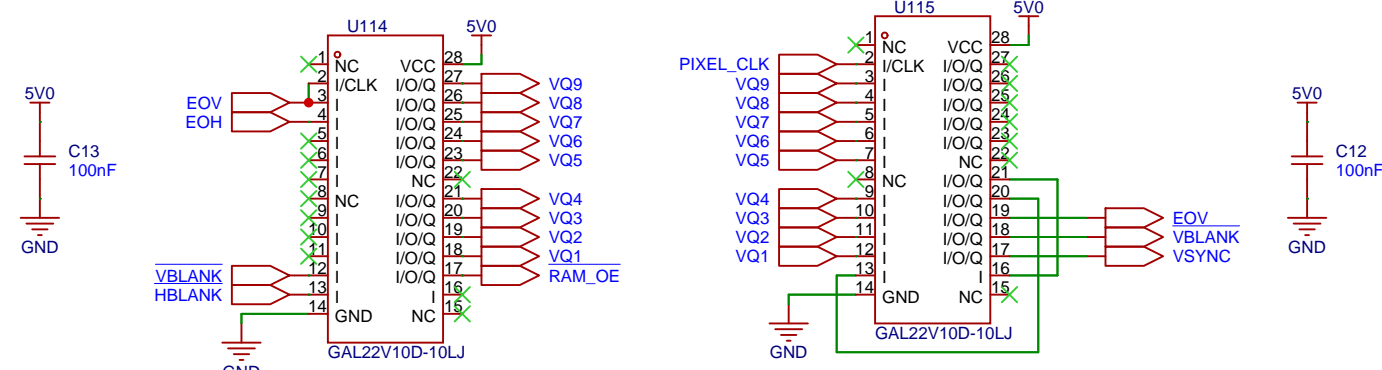 U114
5V0
1
NC
VCC
28
2
I/CLK
I/O/Q
27
VQ9
EOV
3
I
I/O/Q
26
VQ8
EOH
4
I
I/O/Q
25
VQ7
5
I
I/O/Q
24
VQ6
6
I
I/O/Q
23
VQ5
7
I
NC
22
8
NC
I/O/Q
21
VQ4
9
I
I/O/Q
20
VQ3
10
I
I/O/Q
19
VQ2
11
I
I/O/Q
18
VQ1
VBLANK
12
I
I/O/Q
17
RAM_OE
HBLANK
13
I
I
16
14
GND
NC
15
GAL22V10D-10LJ
GND
5V0
C13
100nF
GND
U115
5V0
1
NC
VCC
28
PIXEL_CLK
2
I/CLK
I/O/Q
27
VQ9
3
I
I/O/Q
26
VQ8
4
I
I/O/Q
25
VQ7
5
I
I/O/Q
24
VQ6
6
I
I/O/Q
23
VQ5
7
I
NC
22
8
NC
I/O/Q
21
VQ4
9
I
I/O/Q
20
VQ3
10
I
I/O/Q
19
EOV
VQ2
11
I
I/O/Q
18
VBLANK
VQ1
12
I
I/O/Q
17
VSYNC
13
I
I
16
14
GND
NC
15
GAL22V10D-10LJ
GND
5V0
C12
100nF
GND